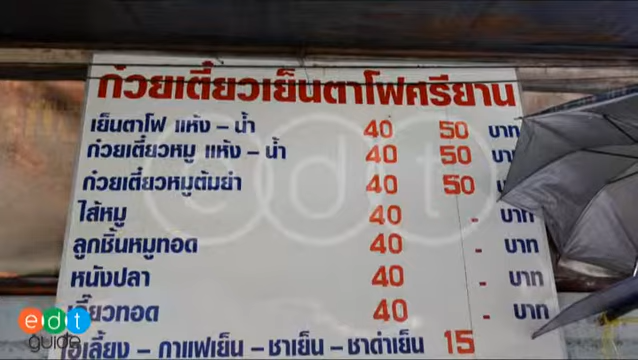 ก๋วยเตี๋ยวเย็นตาโฟศรีย่าน
เย็นตาโฟ แห้ง - น้ำ 40 50 บาท
ก๋วยเตี๋ยวหมู แห้ง - น้ำ 40 50
ก๋วยเตี๋ยวหมูต้มยำ 40 50
ไส้หมู 40 - บาท
ลูกชิ้นหมูทอด 40 - บาท
หนังปลา 40 - บาท
เกี๊ยวทอด 40 - บาท
โอเลี้ยง - กาแฟเย็น - ชาเย็น - ชาดำเย็น 15
edt
edt
guide